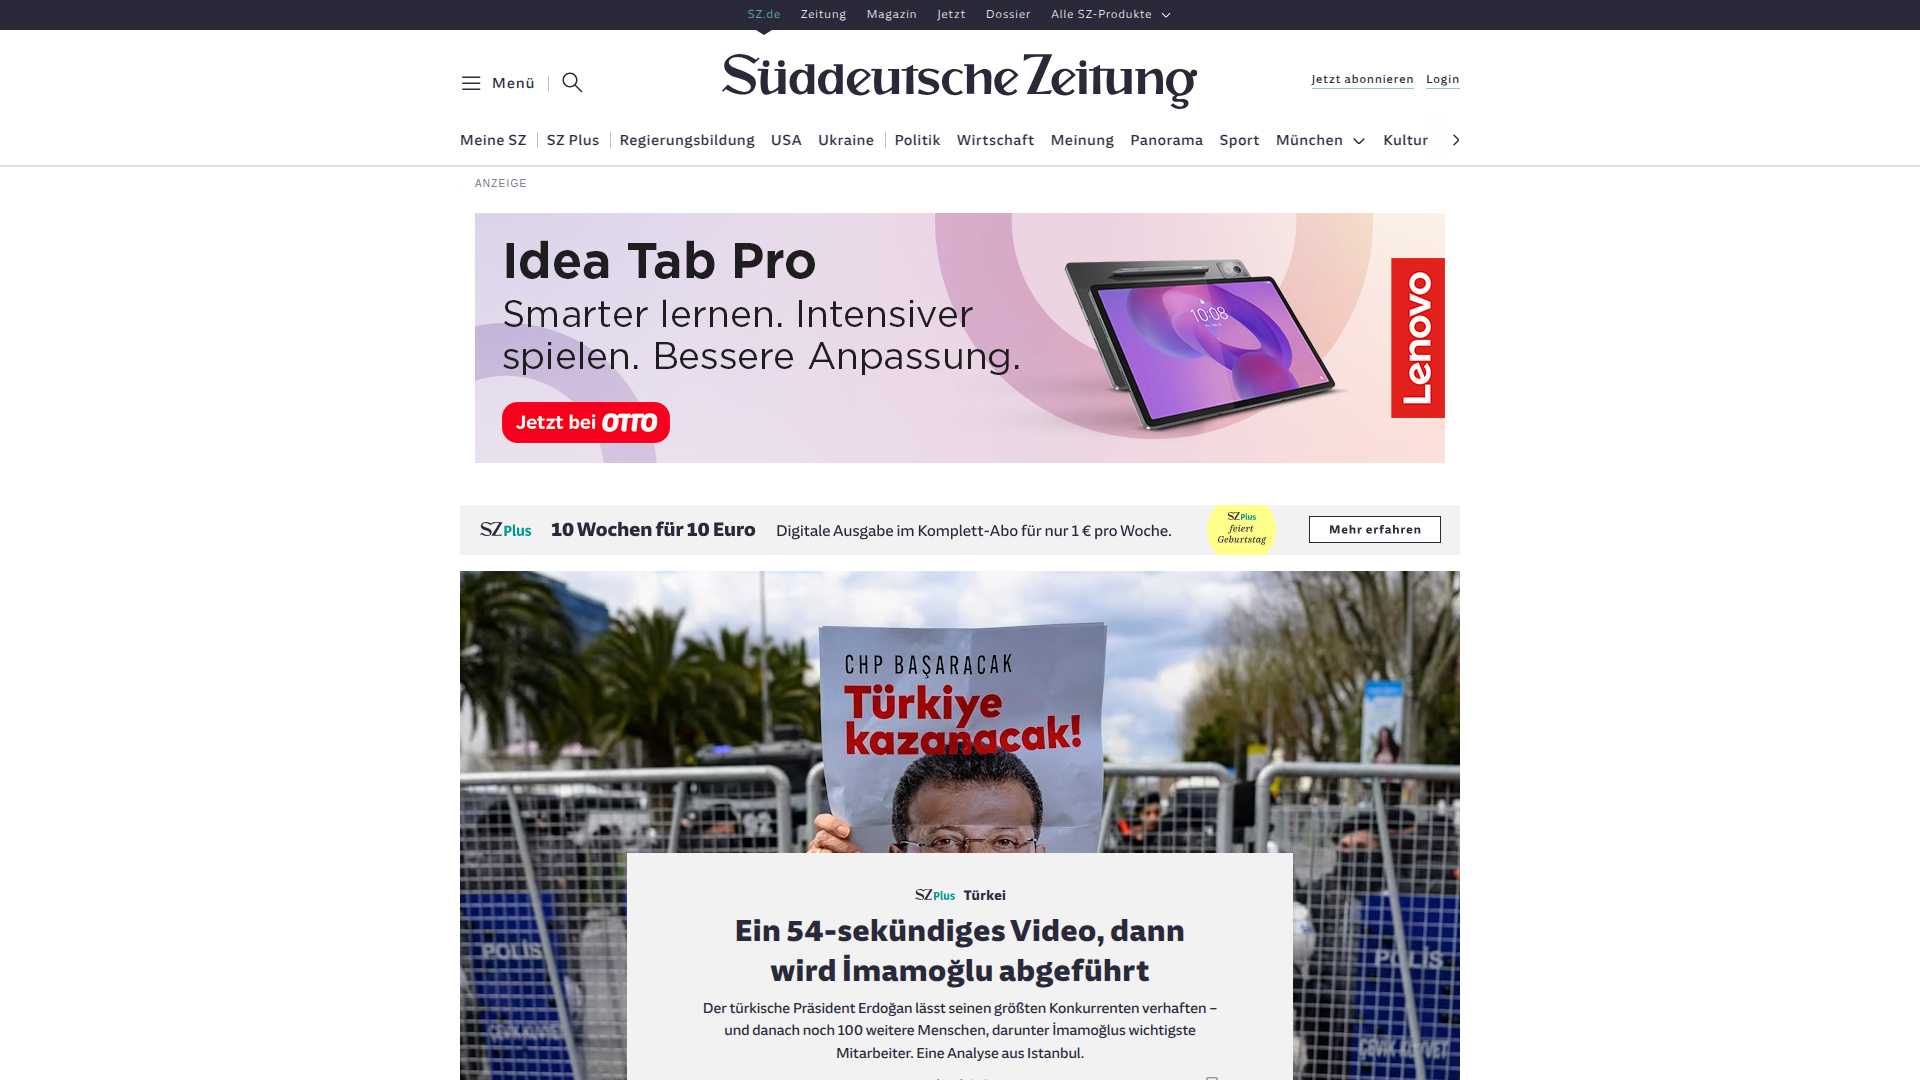 SZ.de Zeitung Magazin Jetzt Dossier Alle SZ-Produkte
Menü
Süddeutsche Zeitung
Jetzt abonnieren Login
Meine SZ SZ Plus Regierungsbildung USA Ukraine Politik Wirtschaft Meinung Panorama Sport München Kultur
ANZEIGE
Idea Tab Pro
Smarter lernen. Intensiver
spielen. Bessere Anpassung.
Jetzt bei OTTO
10:08
Lenovo
SZ Plus 10 Wochen für 10 Euro Digitale Ausgabe im Komplett-Abo für nur 1 € pro Woche.
SZ Plus
feiert
Geburtstag
Mehr erfahren
CHP BAŞARACAK
Türkiye
kazanacak!
POLİS
POLİS
ÇEVİK KUVVET
ÇEVİK KUVVET
SZ Plus Türkei
Ein 54-sekündiges Video, dann
wird İmamoğlu abgeführt
Der türkische Präsident Erdoğan lässt seinen größten Konkurrenten verhaften –
und danach noch 100 weitere Menschen, darunter İmamoğlus wichtigste
Mitarbeiter. Eine Analyse aus Istanbul.